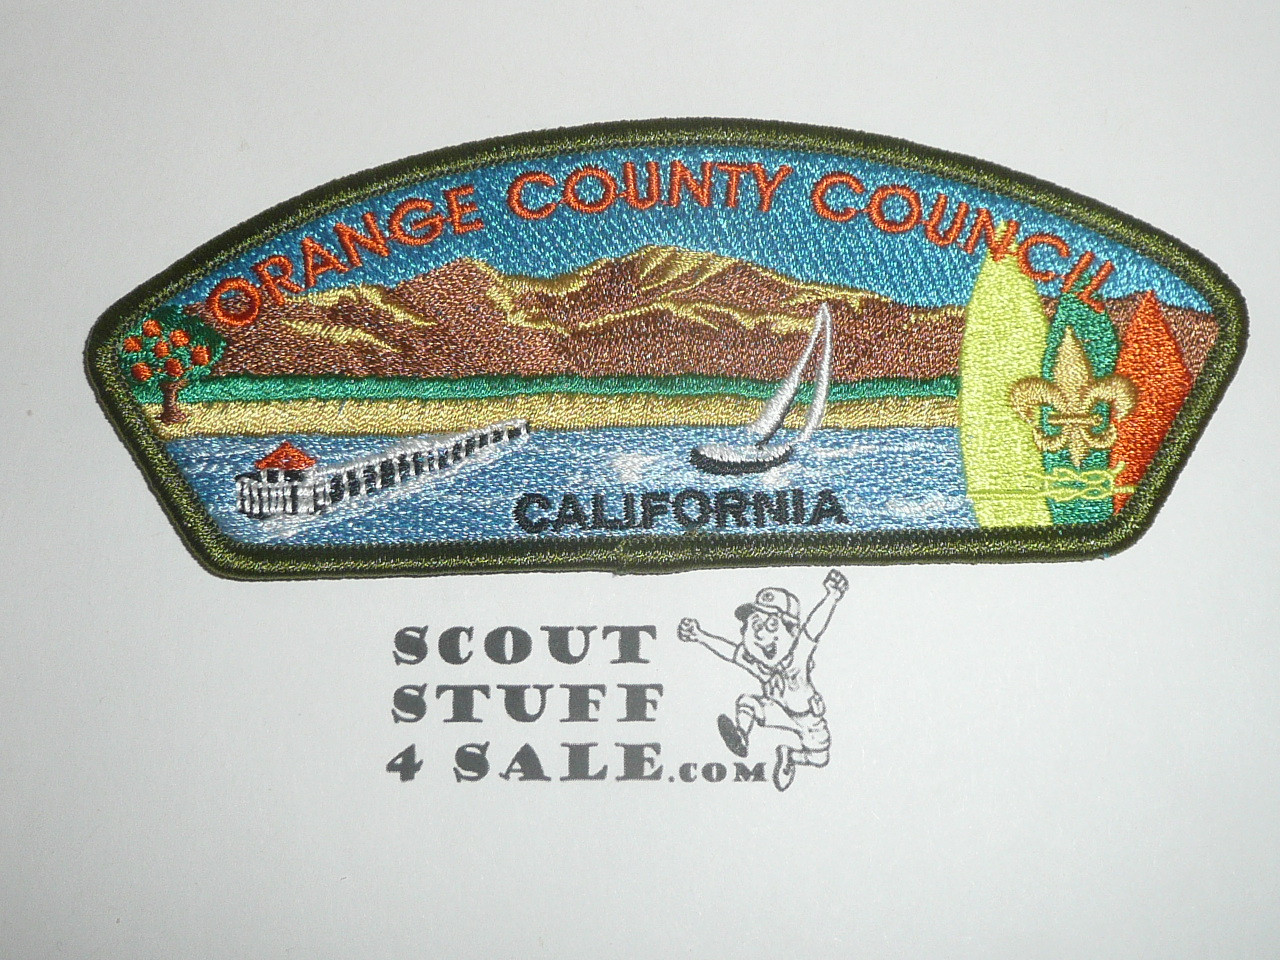 ORANGE COUNTY COUNCIL
CALIFORNIA
SCOUT
STUFF
4 SALE.COM